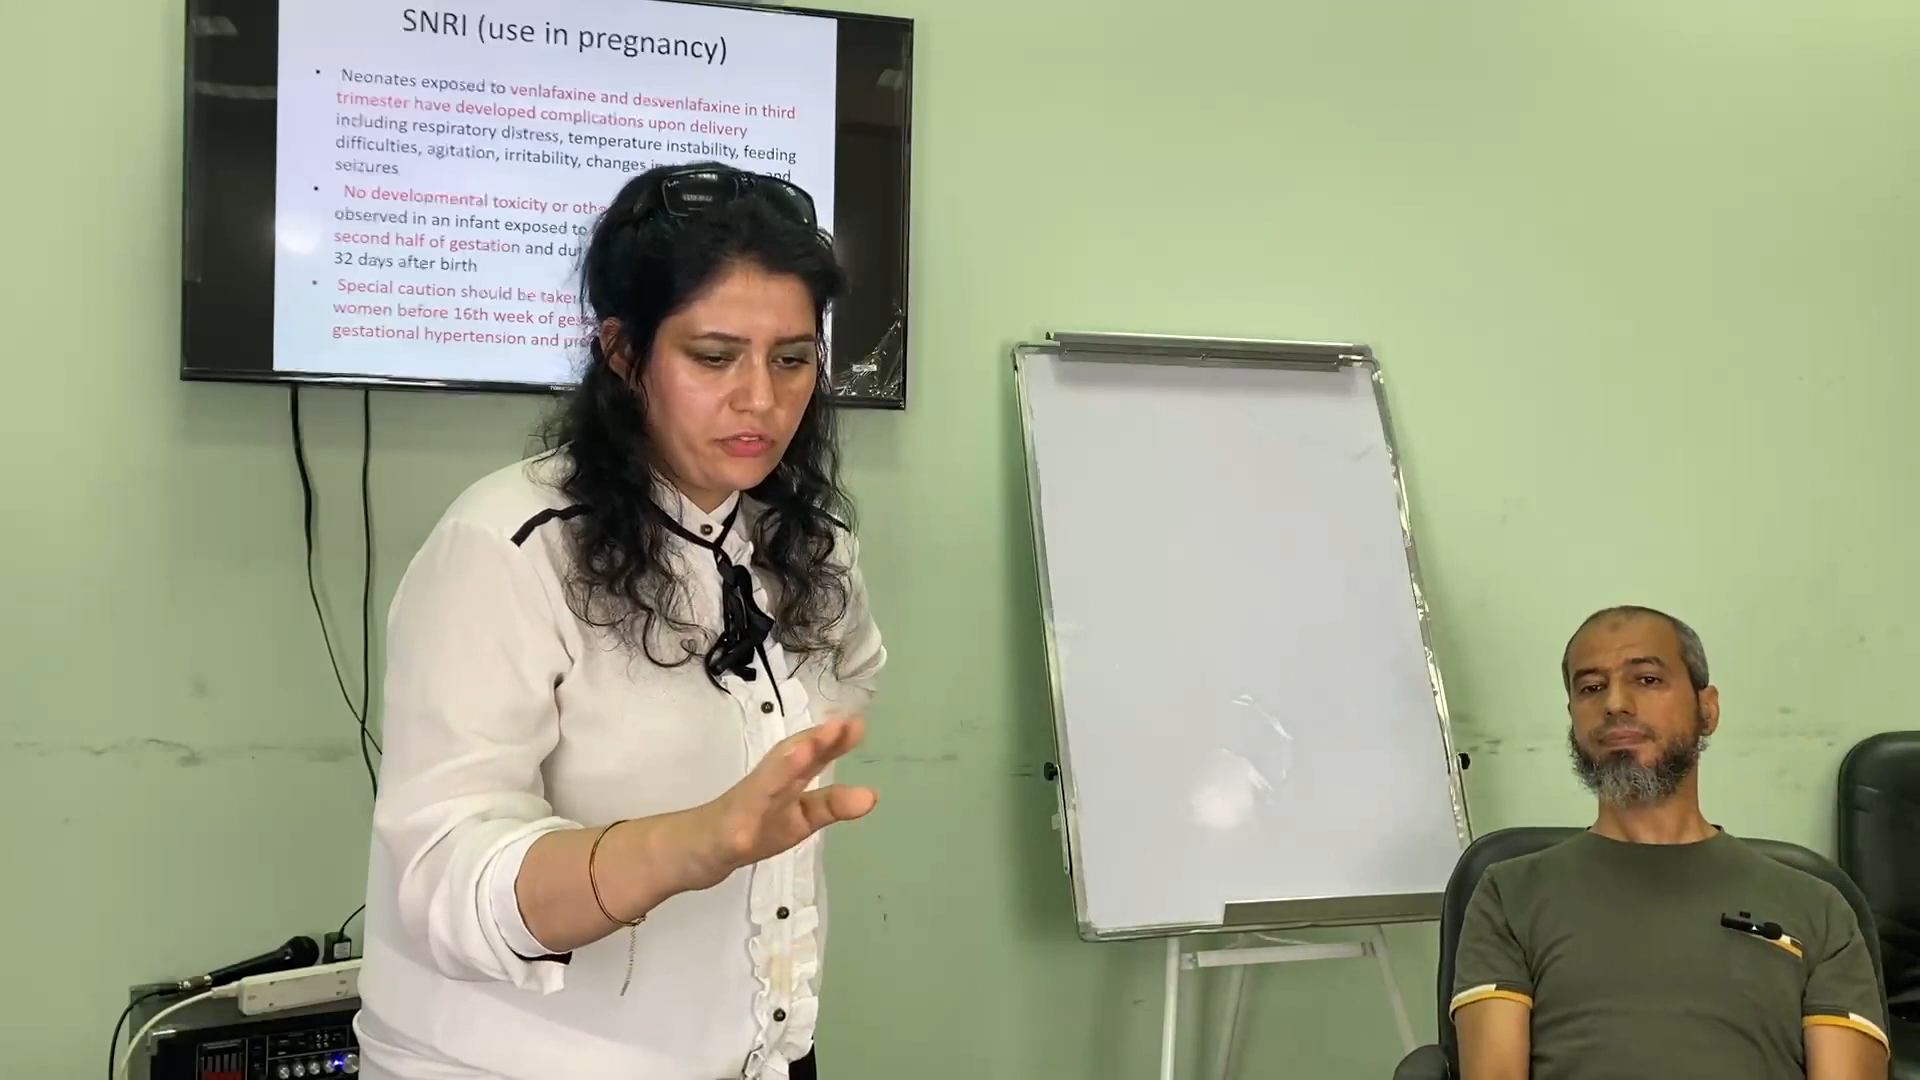 SNRI (use in pregnancy)
• Neonates exposed to venlafaxine and desvenlafaxine in third
trimester have developed complications upon delivery
including respiratory distress, temperature instability, feeding
difficulties, agitation, irritability, changes in
and
seizures
• No developmental toxicity or
observed in an infant exposed to
second half of gestation and
32 days after birth
• Special caution should be
women before 16th week of
gestational hypertension and